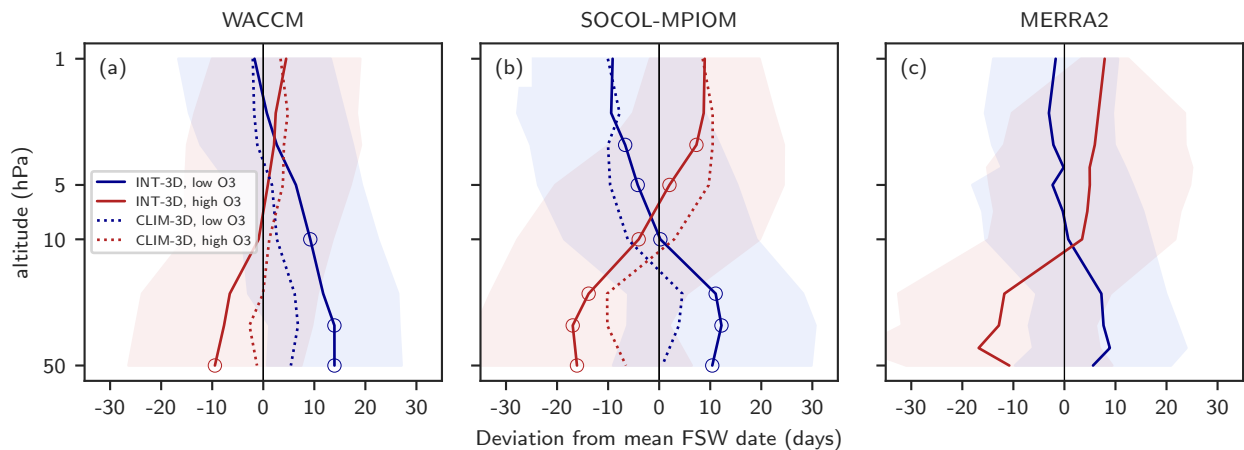 WACCM
SOCOL-MPIOM
MERRA2
altitude (hPa)
1
5
10
50
(a)
INT-3D, low O3
INT-3D, high O3
CLIM-3D, low O3
CLIM-3D, high O3
(b)
(c)
-30 -20 -10 0 10 20 30
-30 -20 -10 0 10 20 30
-30 -20 -10 0 10 20 30
Deviation from mean FSW date (days)